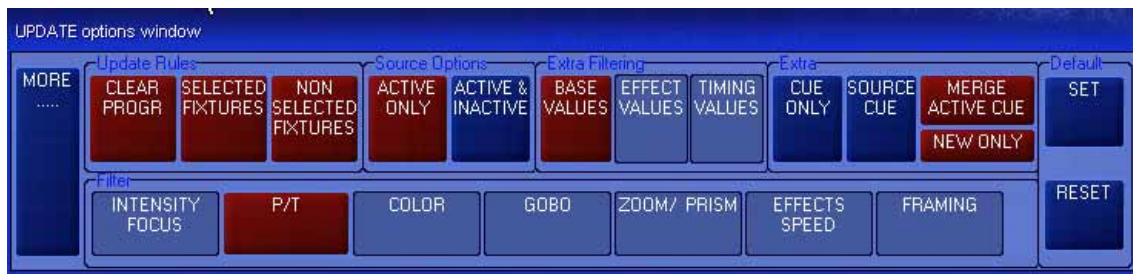 UPDATE options window
MORE
.....
Update Rules
CLEAR
PROGR
SELECTED
FIXTURES
NON
SELECTED
FIXTURES
Source Options
ACTIVE
ONLY
ACTIVE &
INACTIVE
Extra Filtering
BASE
VALUES
EFFECT
VALUES
TIMING
VALUES
Extra
CUE
ONLY
SOURCE
CUE
MERGE
ACTIVE CUE
NEW ONLY
Default
SET
RESET
Filter
INTENSITY
FOCUS
P/T
COLOR
GOBO
ZOOM/ PRISM
EFFECTS
SPEED
FRAMING